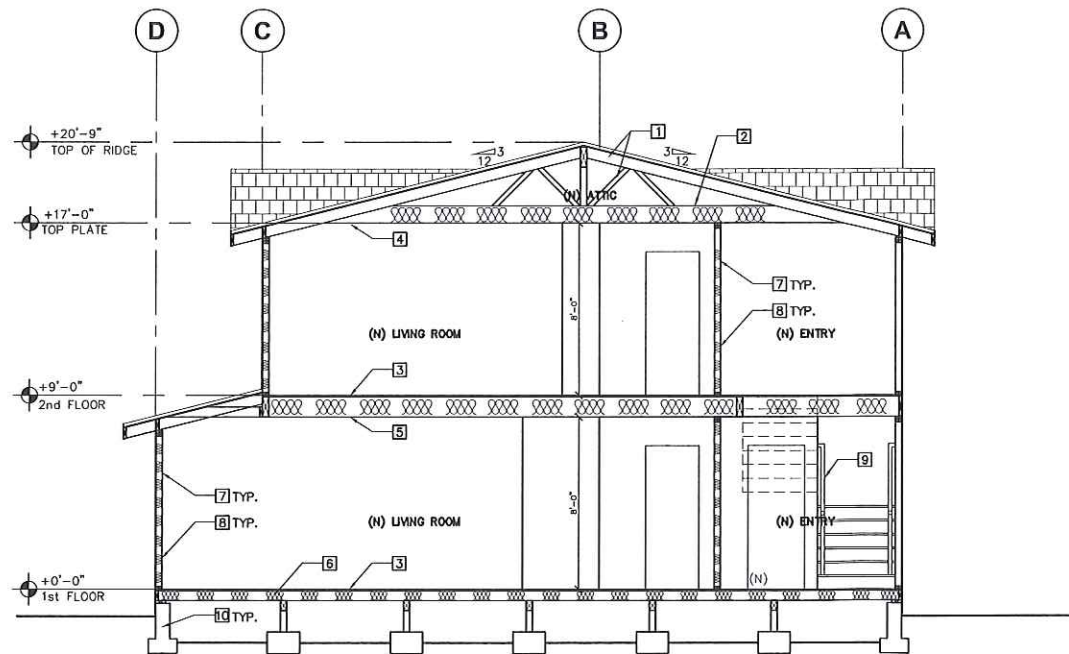 D C B A
+20'-9"
TOP OF RIDGE
3
12
1
3
12
2
(N) ATTIC
+17'-0"
TOP PLATE
4
7 TYP.
8'-0"
8 TYP.
(N) LIVING ROOM
(N) ENTRY
+9'-0"
2nd FLOOR
3
5
9
7 TYP.
8'-0"
8 TYP.
(N) LIVING ROOM
(N) ENTRY
6
3
(N)
+0'-0"
1st FLOOR
10 TYP.